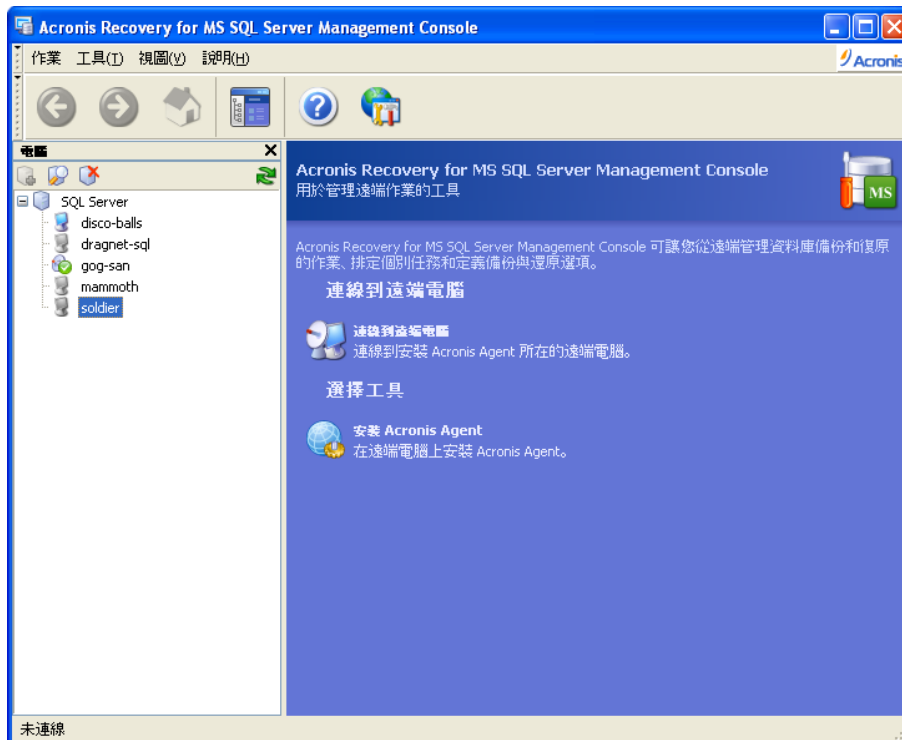 Acronis Recovery for MS SQL Server Management Console
作業 工具(T) 視圖(V) 說明(H)
Acronis
電腦
SQL Server
disco-balls
dragnet-sql
gog-san
mammoth
soldier
Acronis Recovery for MS SQL Server Management Console
用於管理遠端作業的工具
MS
Acronis Recovery for MS SQL Server Management Console 可讓您從遠端管理資料庫備份和復原
的作業、排定個別任務和定義備份與還原選項。
連線到遠端電腦
連線到遠端電腦
連線到安裝 Acronis Agent 所在的遠端電腦。
選擇工具
安裝 Acronis Agent
在遠端電腦上安裝 Acronis Agent。
未連線